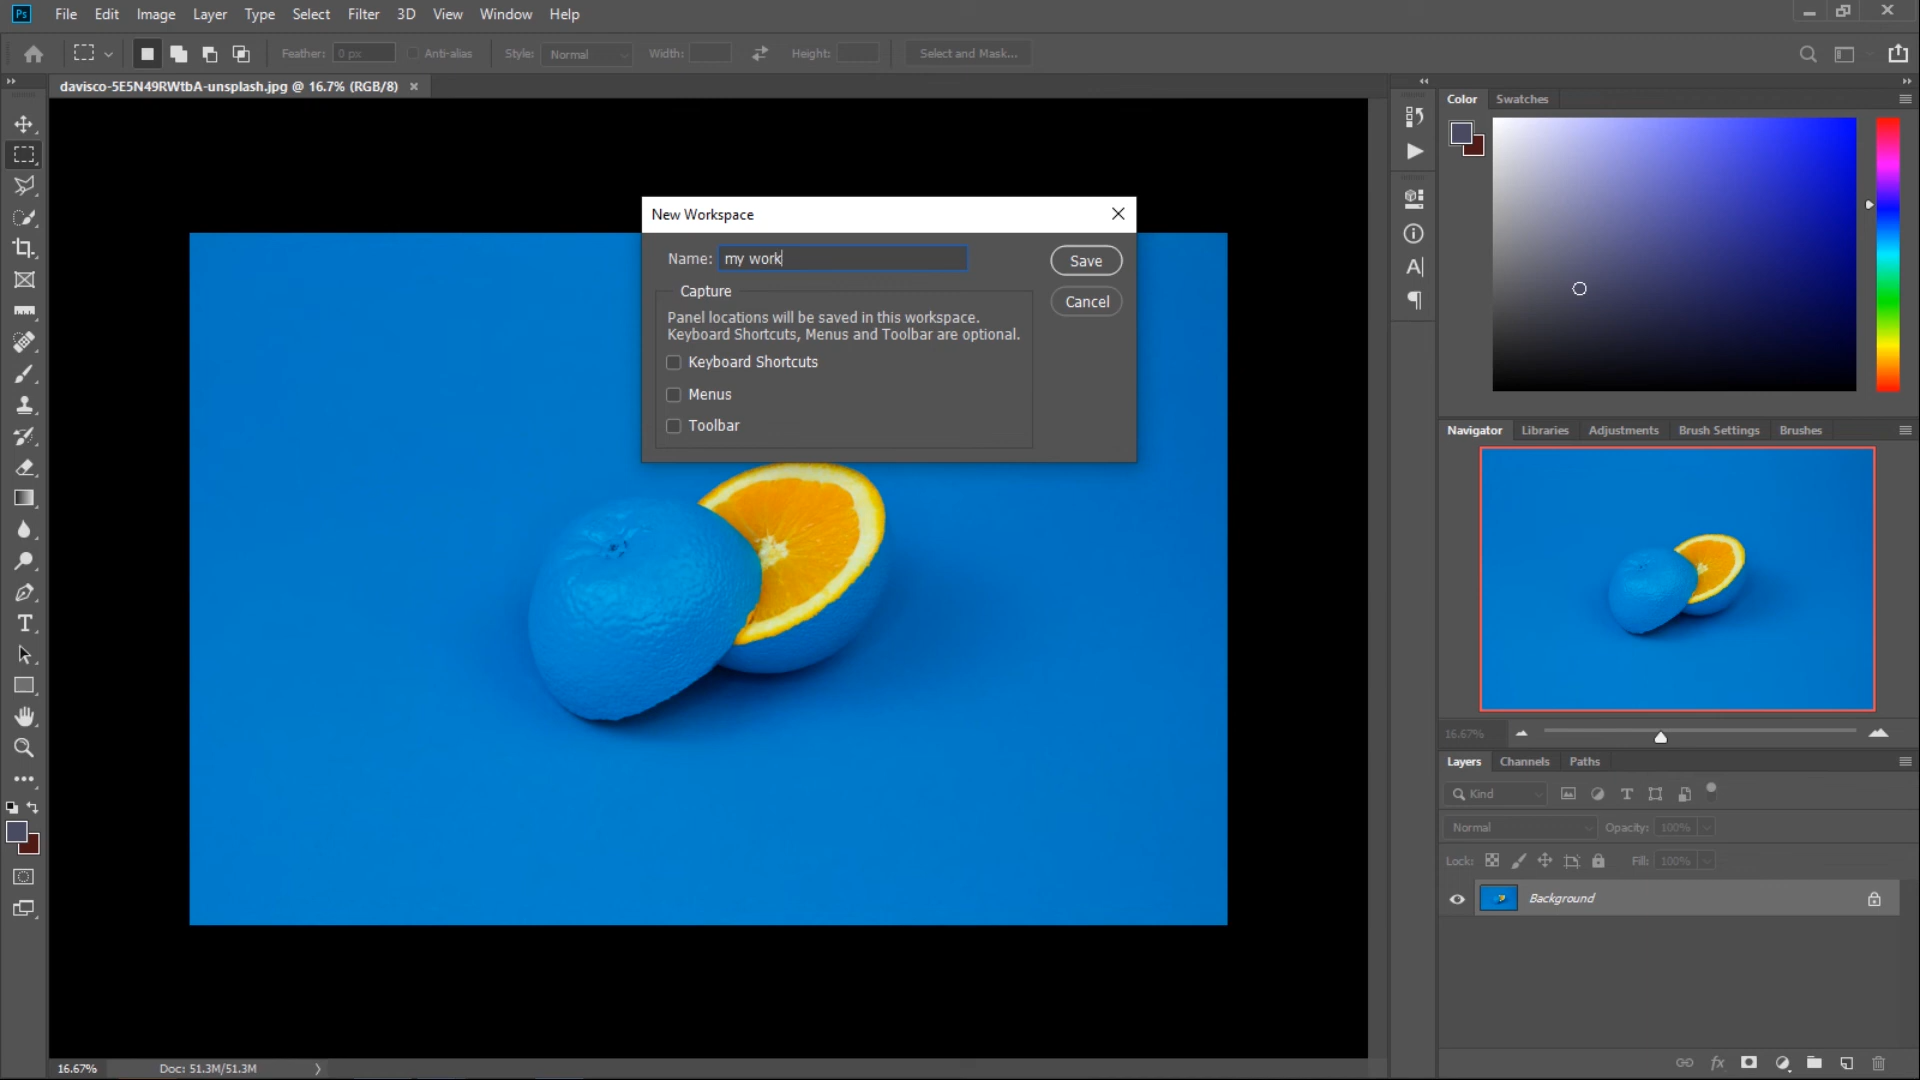 Ps File Edit Image Layer Type Select Filter 3D View Window Help
Feather: 0 px Anti-alias Style: Normal Width: Height: Select and Mask...
davisco-5E5N49RWtbA-unsplash.jpg @ 16.7% (RGB/8)
Color Swatches
New Workspace
Name: my work
Save
Capture
Cancel
Panel locations will be saved in this workspace.
Keyboard Shortcuts, Menus and Toolbar are optional.
Keyboard Shortcuts
Menus
Toolbar
Navigator Libraries Adjustments Brush Settings Brushes
16.67%
Layers Channels Paths
Kind
Normal Opacity: 100%
Lock: Fill: 100%
Background
fx
16.67% Doc: 51.3M/51.3M